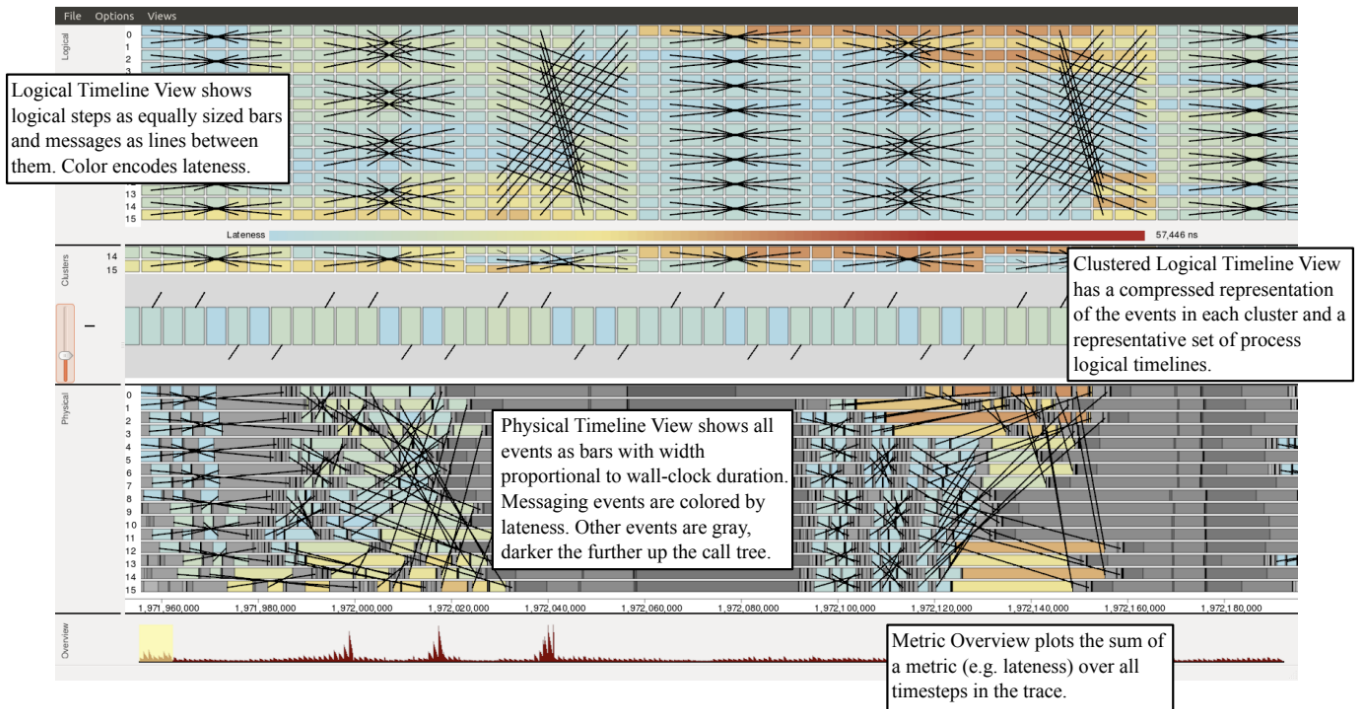 File Options Views
Logical
0
1
2
3
Logical Timeline View shows
logical steps as equally sized bars
and messages as lines between
them. Color encodes lateness.
13
14
15
Lateness 57,446 ns
Clusters
14
15
Clustered Logical Timeline View
has a compressed representation
of the events in each cluster and a
representative set of process
logical timelines.
Physical
0
1
2
3
4
5
6
7
8
9
10
11
12
13
14
15
Physical Timeline View shows all
events as bars with width
proportional to wall-clock duration.
Messaging events are colored by
lateness. Other events are gray,
darker the further up the call tree.
1,971,960,000 1,971,980,000 1,972,000,000 1,972,020,000 1,972,040,000 1,972,060,000 1,972,080,000 1,972,100,000 1,972,120,000 1,972,140,000 1,972,160,000 1,972,180,000
Overview
Metric Overview plots the sum of
a metric (e.g. lateness) over all
timesteps in the trace.